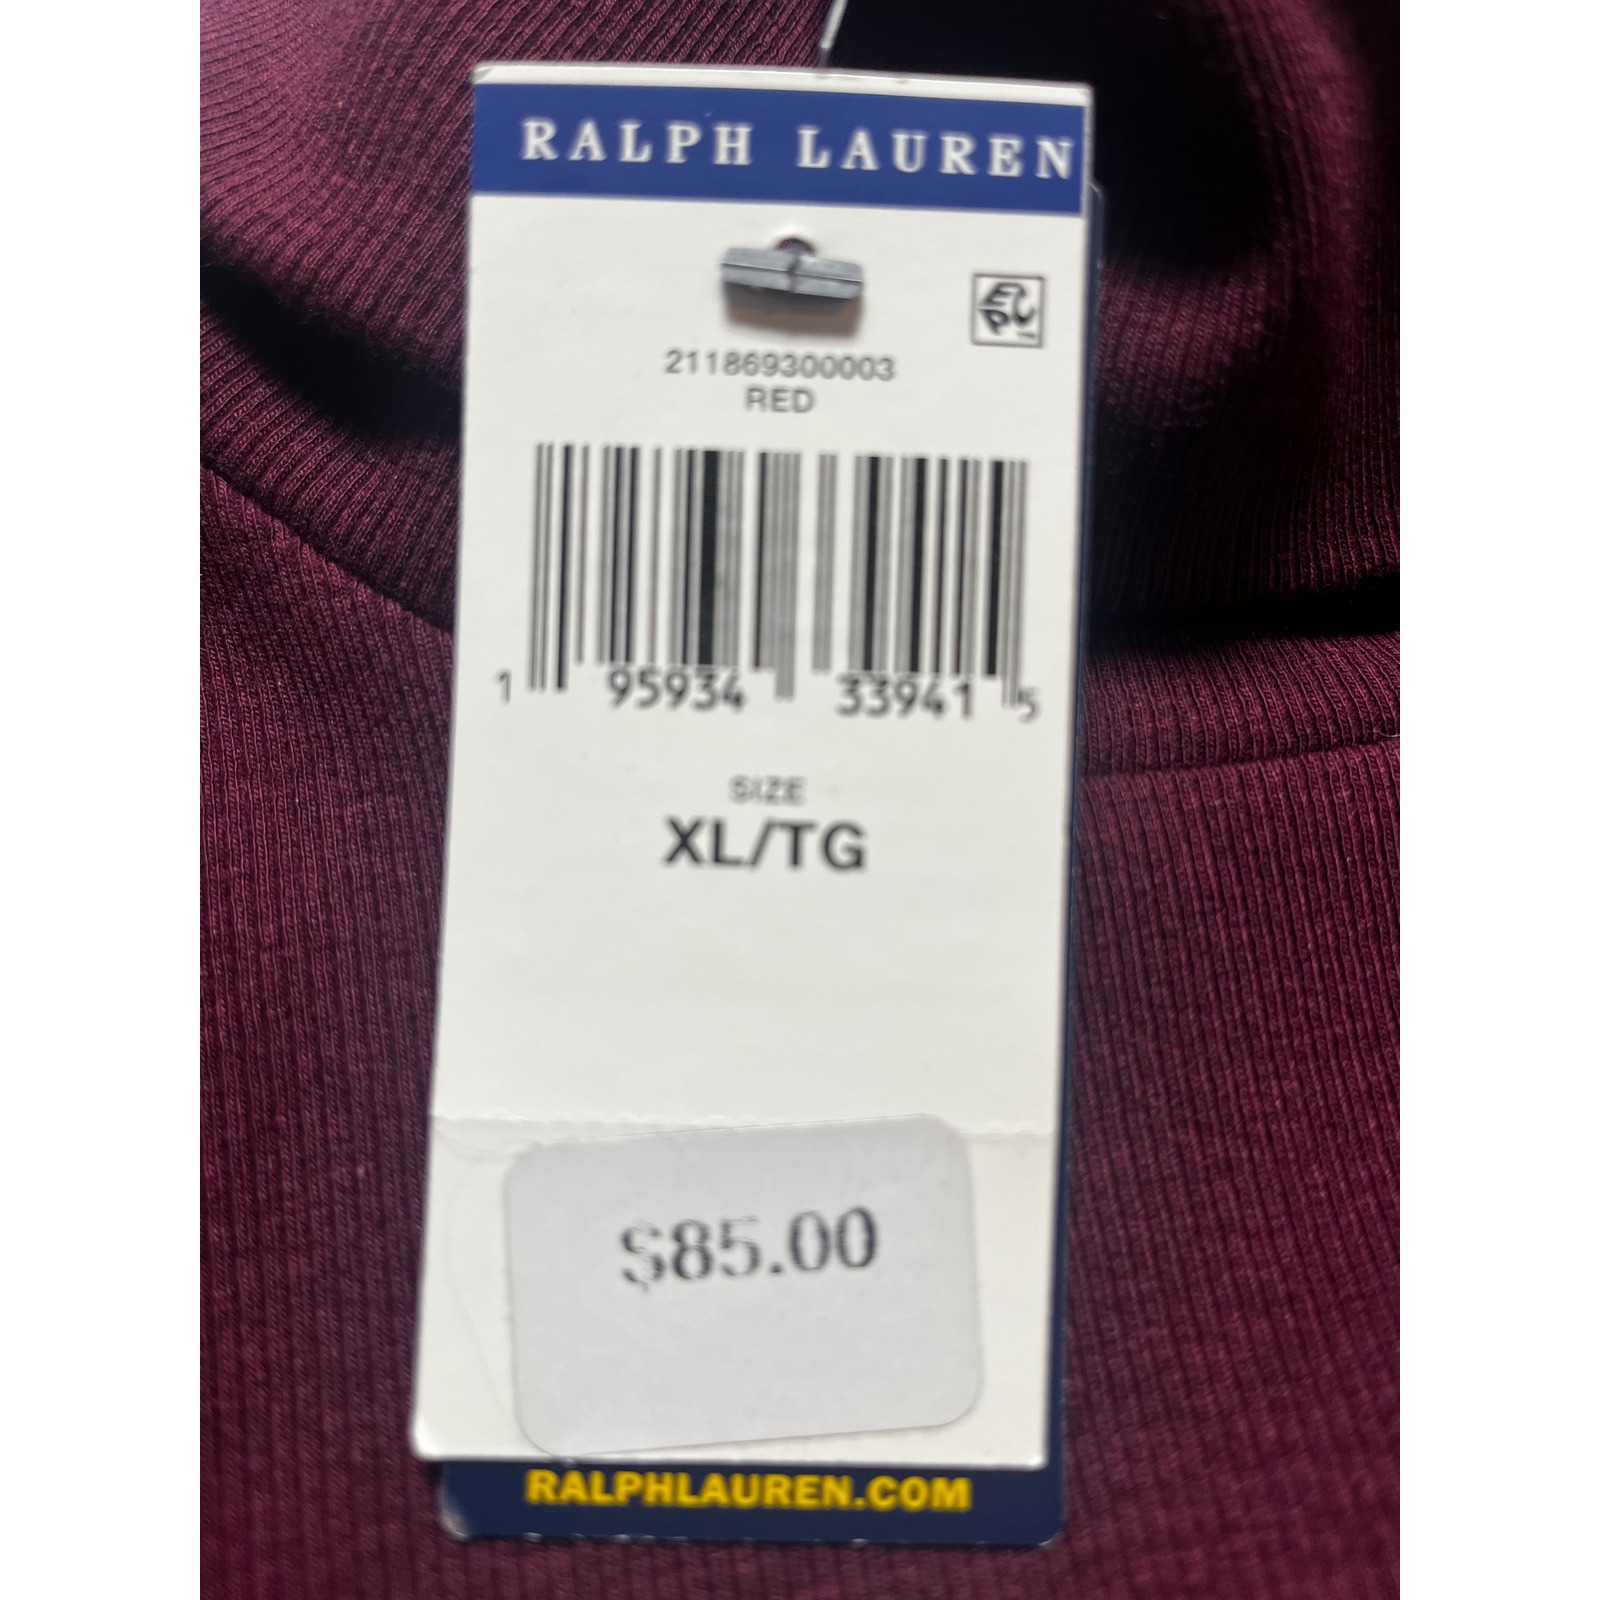 RALPH LAUREN
211869300003
RED
1 95934 33941 5
SIZE
XL/TG
$85.00
RALPHLAUREN.COM